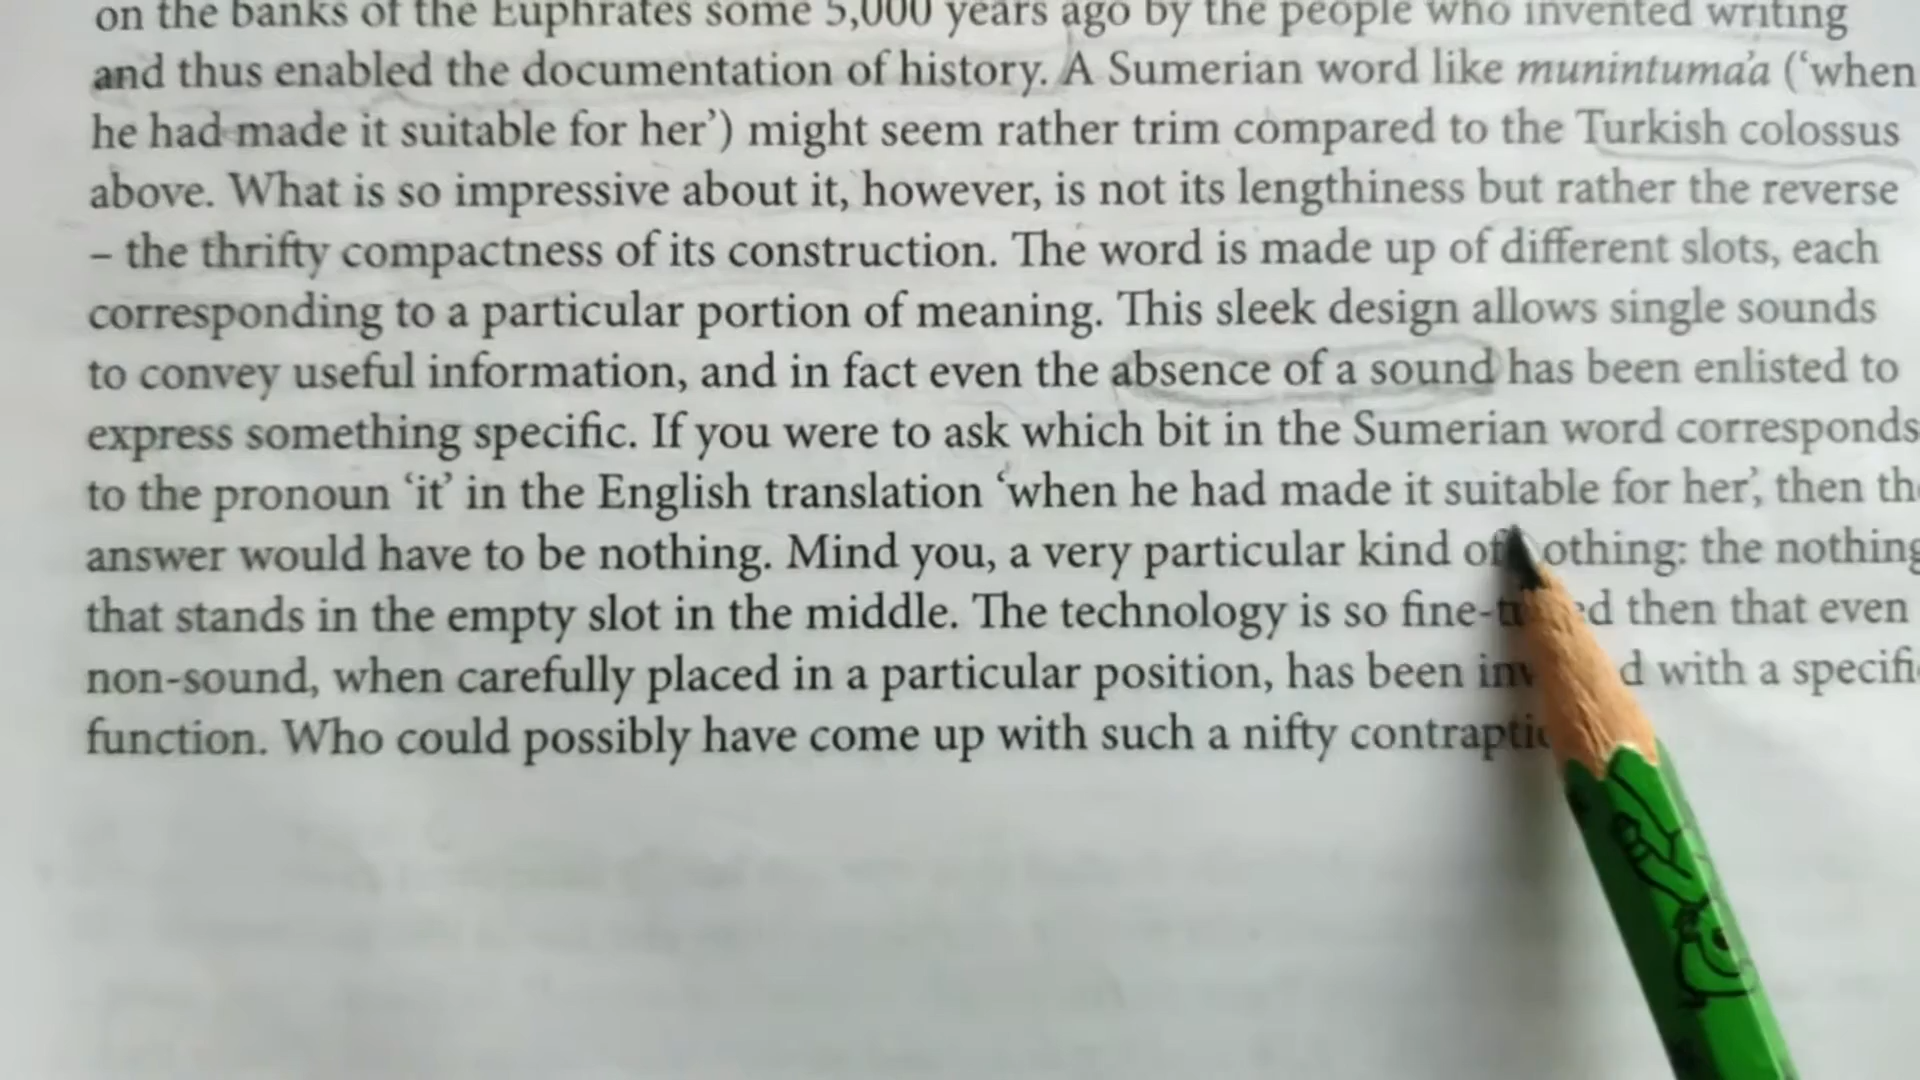 on the banks of the Euphrates some 5,000 years ago by the people who invented writing
and thus enabled the documentation of history. A Sumerian word like munintuma'a (‘when
he had made it suitable for her’) might seem rather trim compared to the Turkish colossus
above. What is so impressive about it, however, is not its lengthiness but rather the reverse
– the thrifty compactness of its construction. The word is made up of different slots, each
corresponding to a particular portion of meaning. This sleek design allows single sounds
to convey useful information, and in fact even the absence of a sound has been enlisted to
express something specific. If you were to ask which bit in the Sumerian word corresponds
to the pronoun ‘it’ in the English translation ‘when he had made it suitable for her’, then
answer would have to be nothing. Mind you, a very particular kind of the nothing
that stands in the empty slot in the middle. The technology is so then that even
non-sound, when carefully placed in a particular position, has been with a
function. Who could possibly have come up with such a nifty